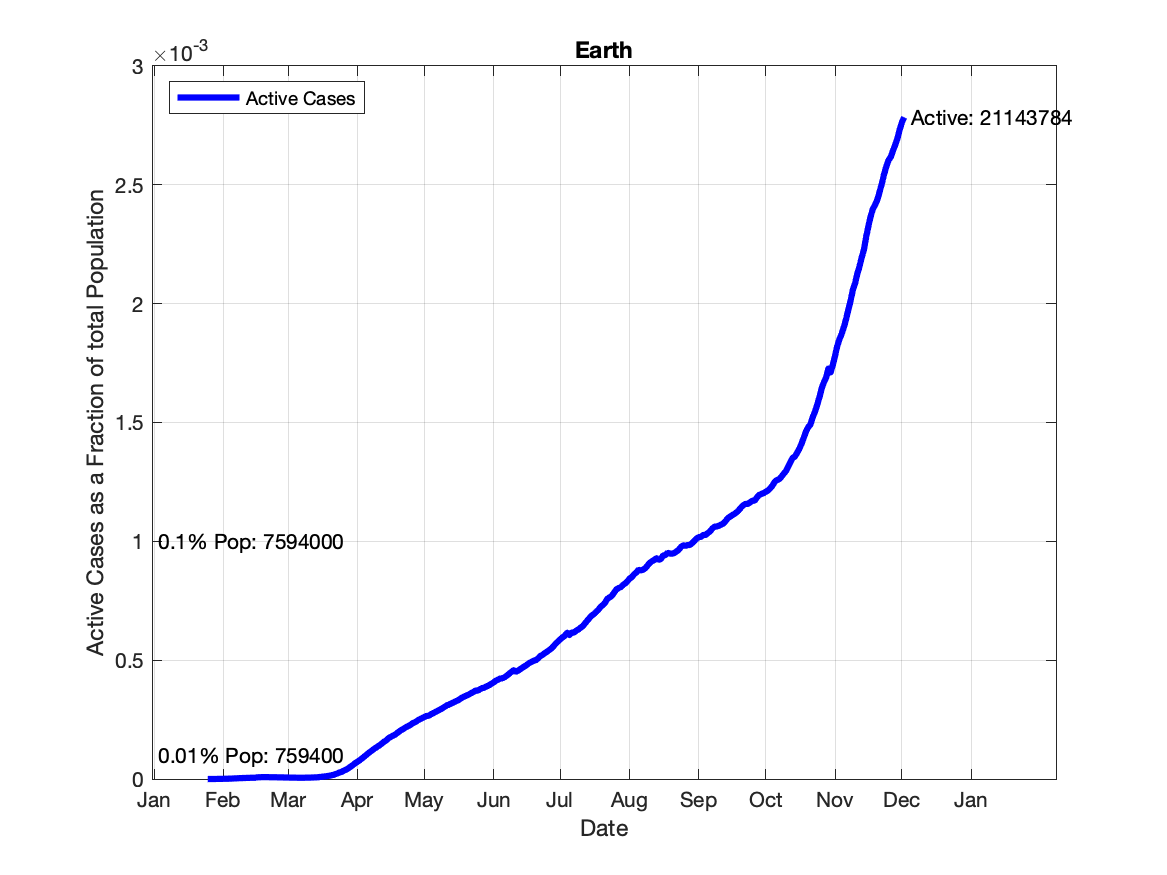 Earth
×10-3
3
2.5
2
1.5
1
0.5
0
Active Cases as a Fraction of total Population
Active Cases
Active: 21143784
0.1% Pop: 7594000
0.01% Pop: 759400
Jan Feb Mar Apr May Jun Jul Aug Sep Oct Nov Dec Jan
Date